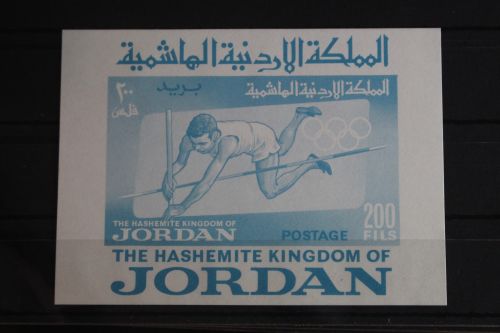 المملكة الاردنية الهاشمية
المملكة الاردنية الهاشمية
بريد
٢٠٠
فلس
THE HASHEMITE KINGDOM OF
JORDAN
POSTAGE
200
FILS
THE HASHEMITE KINGDOM OF
JORDAN